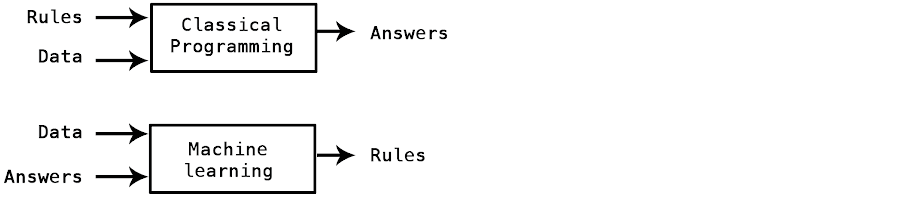 Rules
Data
Classical
Programming
Answers
Data
Answers
Machine
learning
Rules